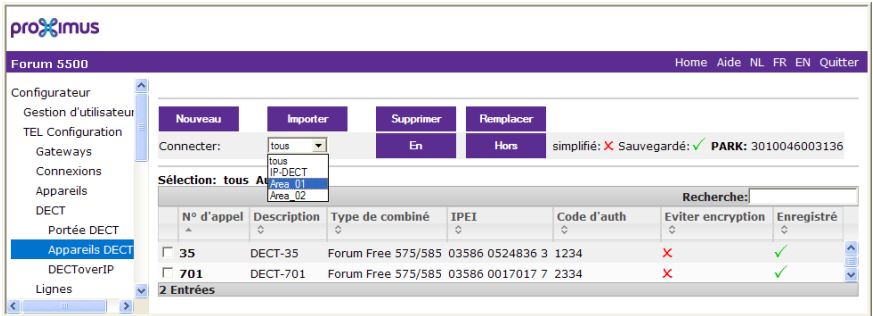 proximus
Forum 5500
Home Aide NL FR EN Quitter
Configurateur
Gestion d'utilisateur
TEL Configuration
Gateways
Connexions
Appareils
DECT
Portée DECT
Appareils DECT
DECToverIP
Lignes
Nouveau Importer Supprimer Remplacer
Connecter: tous En Hors simplifié: Sauvegardé: PARK: 3010046003136
tous
IP-DECT
Area_01
Area_02
Sélection: tous
Recherche:
N° d'appel Description Type de combiné IPEI Code d'auth Eviter encryption Enregistré
35 DECT-35 Forum Free 575/585 03586 0524836 3 1234
701 DECT-701 Forum Free 575/585 03586 0017017 7 2334
2 Entrées